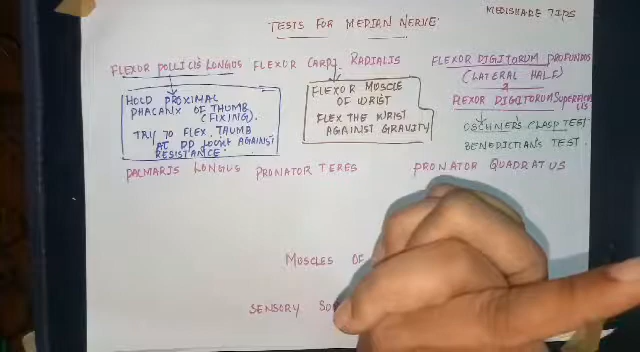 MEDISHARE TIPS
TESTS FOR MEDIAN NERVE
FLEXOR POLLICIS LONGUS
HOLD PROXIMAL
PHALANX OF THUMB
(FIXING).
TRY TO FLEX THUMB
AT DP JOINT AGAINST
RESISTANCE.
FLEXOR CARPI RADIALIS
FLEXOR MUSCLE
OF WRIST
FLEX THE WRIST
AGAINST GRAVITY
FLEXOR DIGITORUM PROFUNDUS
(LATERAL HALF)
&
FLEXOR DIGITORUM SUPERFICIALIS
OSCHNER'S CLASP TEST
BENEDICTIAN'S TEST.
PALMARIS LONGUS
PRONATOR TERES
PRONATOR QUADRATUS
MUSCLES OF
SENSORY